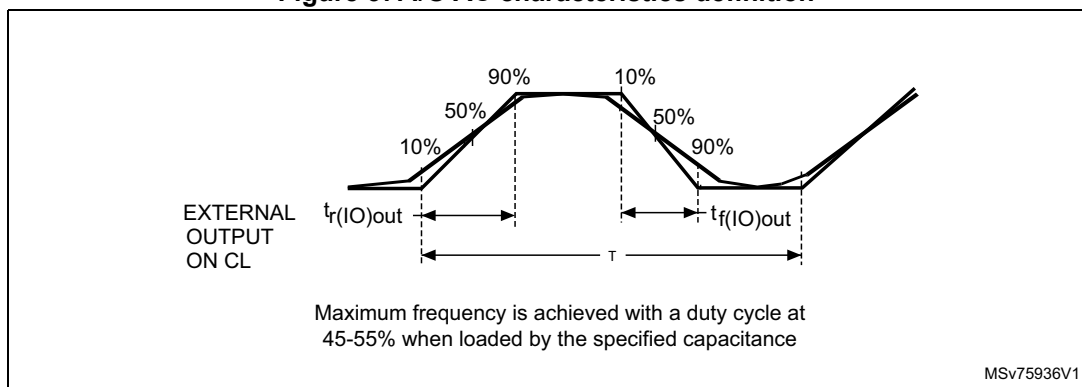 90%
10%
50%
50%
10%
90%
EXTERNAL
OUTPUT
ON CL
tr(IO)out
tf(IO)out
T
Maximum frequency is achieved with a duty cycle at
45-55% when loaded by the specified capacitance
MSv75936V1